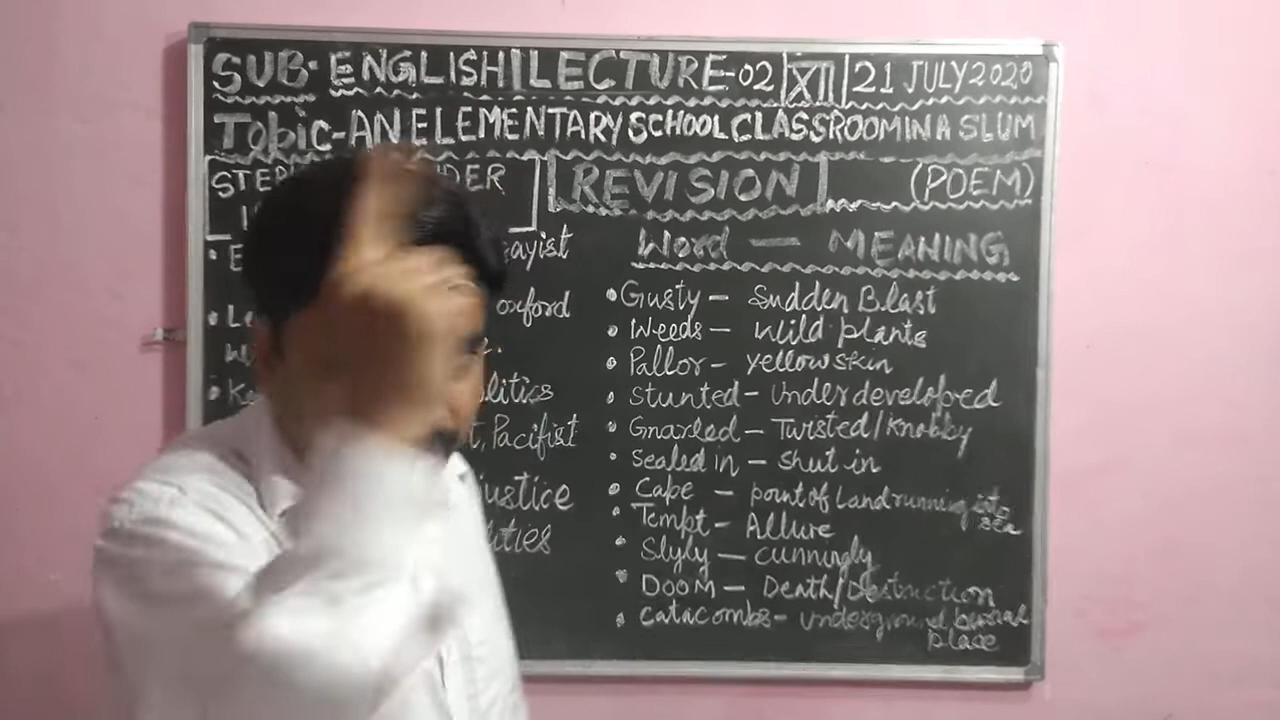 SUB. ENGLISH LECTURE-02 XII 21 JULY 2020
Topic-AN ELEMENTARY SCHOOL CLASSROOM IN A SLUM
REVISION (POEM)
Word — MEANING
oxford
• Gusty — Sudden Blast
• Weeds — Wild plants
• Pallor — yellow skin
• Stunted — Underdeveloped
, Pacifist
• Gnarled — Twisted/Knobby
• Sealed in — Shut in
• Cape — point of Land running into sea
• Tempt — Allure
• Slyly — cunningly
• DOOM — Death/Destruction
• Catacombs — underground burial place